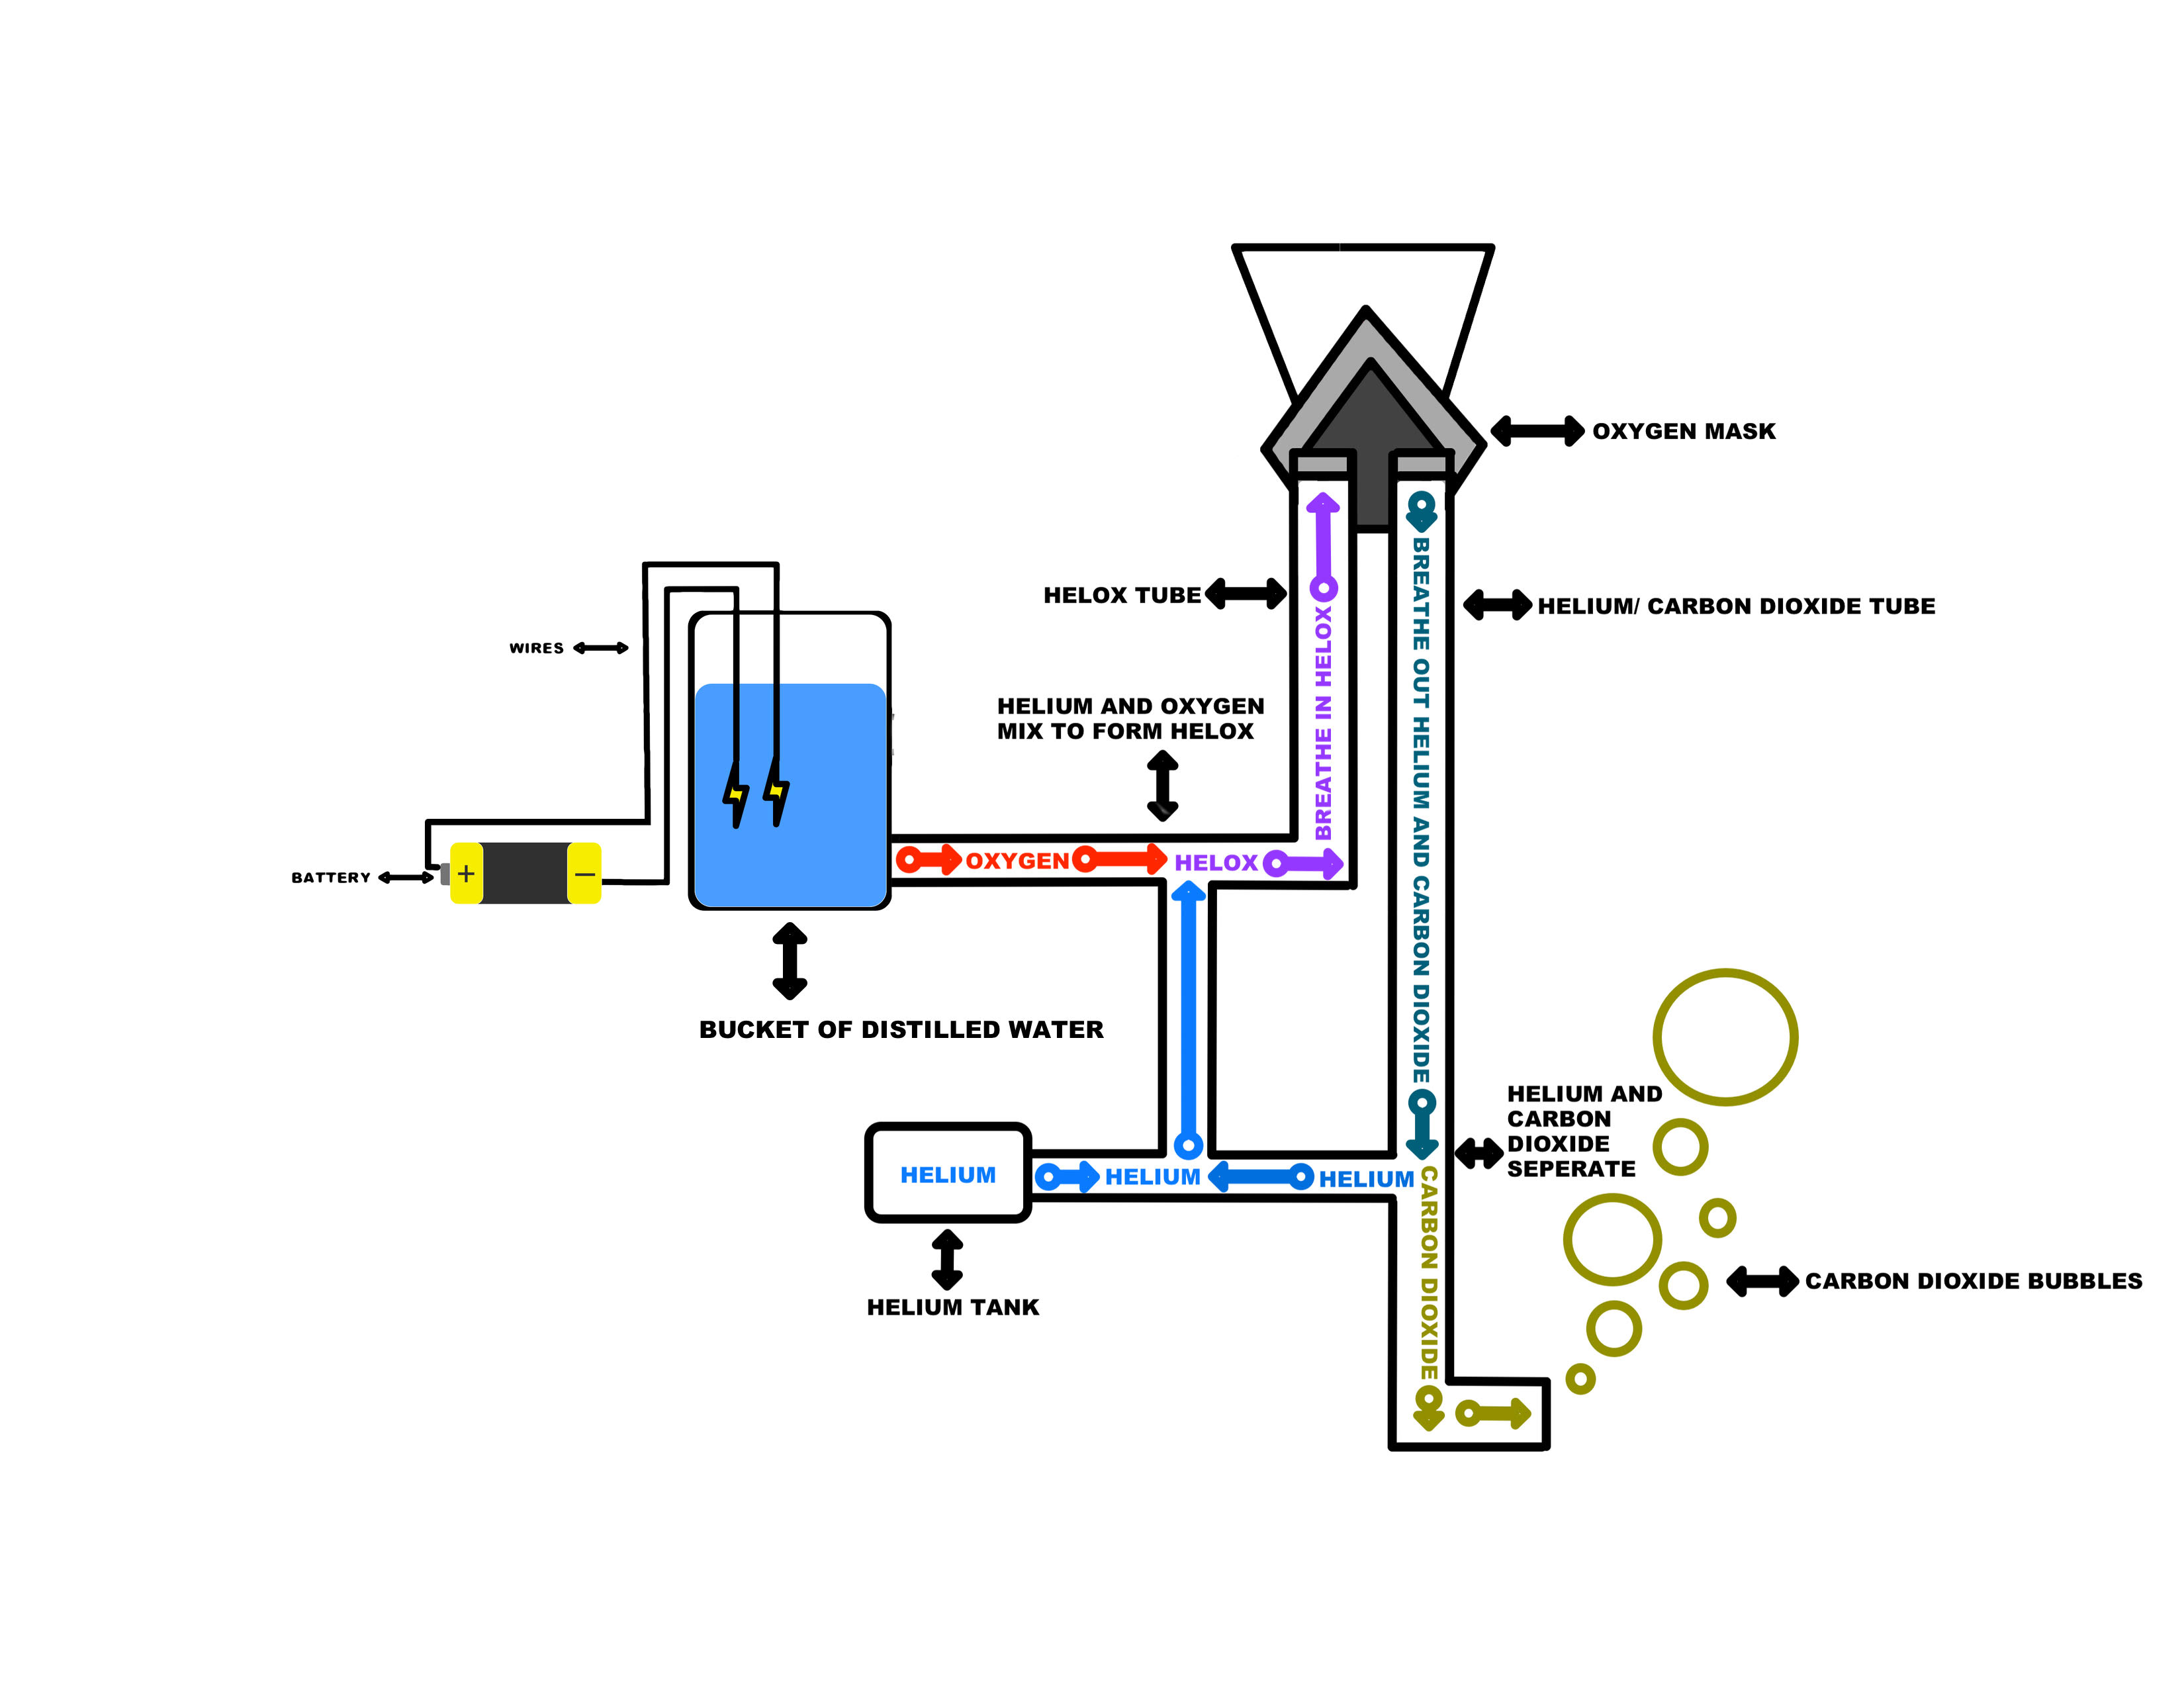 OXYGEN MASK
HELOX TUBE
HELIUM/ CARBON DIOXIDE TUBE
WIRES
HELIUM AND OXYGEN
MIX TO FORM HELOX
BREATHE IN HELOX
BREATHE OUT HELIUM AND CARBON DIOXIDE
OXYGEN
HELOX
BATTERY
+
−
BUCKET OF DISTILLED WATER
HELIUM AND
CARBON
DIOXIDE
SEPERATE
HELIUM
HELIUM
HELIUM
CARBON DIOXIDE
CARBON DIOXIDE BUBBLES
HELIUM TANK